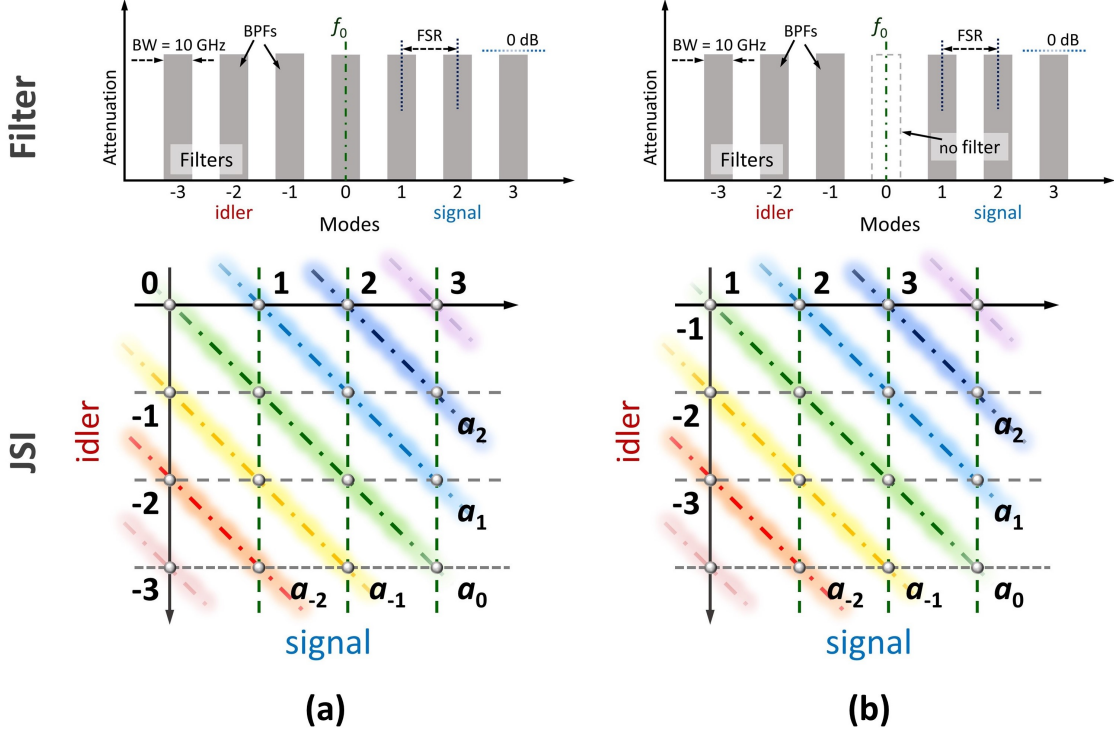 Filter
Attenuation
BW = 10 GHz
BPFs
f0
FSR
0 dB
Filters
-3 -2 -1 0 1 2 3
idler
signal
Modes
Attenuation
BW = 10 GHz
BPFs
f0
FSR
0 dB
Filters
no filter
-3 -2 -1 0 1 2 3
idler
signal
Modes
JSI
idler
0 1 2 3
-1
-2
-3
a2
a1
a-2 a-1 a0
signal
idler
1 2 3
-1
-2
-3
a2
a1
a-2 a-1 a0
signal
(a)
(b)